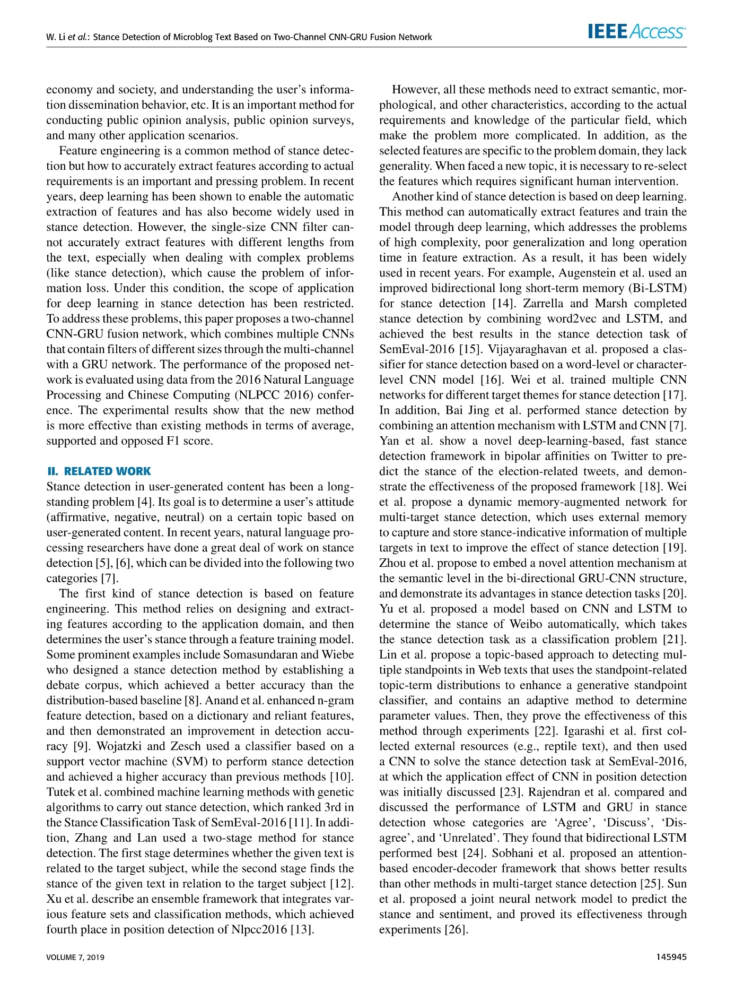 W. Li et al.: Stance Detection of Microblog Text Based on Two-Channel CNN-GRU Fusion Network
IEEE Access
economy and society, and understanding the user's informa-
tion dissemination behavior, etc. It is an important method for
conducting public opinion analysis, public opinion surveys,
and many other application scenarios.
Feature engineering is a common method of stance detec-
tion but how to accurately extract features according to actual
requirements is an important and pressing problem. In recent
years, deep learning has been shown to enable the automatic
extraction of features and has also become widely used in
stance detection. However, the single-size CNN filter can-
not accurately extract features with different lengths from
the text, especially when dealing with complex problems
(like stance detection), which cause the problem of infor-
mation loss. Under this condition, the scope of application
for deep learning in stance detection has been restricted.
To address these problems, this paper proposes a two-channel
CNN-GRU fusion network, which combines multiple CNNs
that contain filters of different sizes through the multi-channel
with a GRU network. The performance of the proposed net-
work is evaluated using data from the 2016 Natural Language
Processing and Chinese Computing (NLPCC 2016) confer-
ence. The experimental results show that the new method
is more effective than existing methods in terms of average,
supported and opposed F1 score.
II. RELATED WORK
Stance detection in user-generated content has been a long-
standing problem [4]. Its goal is to determine a user's attitude
(affirmative, negative, neutral) on a certain topic based on
user-generated content. In recent years, natural language pro-
cessing researchers have done a great deal of work on stance
detection [5], [6], which can be divided into the following two
categories [7].
The first kind of stance detection is based on feature
engineering. This method relies on designing and extract-
ing features according to the application domain, and then
determines the user's stance through a feature training model.
Some prominent examples include Somasundaran and Wiebe
who designed a stance detection method by establishing a
debate corpus, which achieved a better accuracy than the
distribution-based baseline [8]. Anand et al. enhanced n-gram
feature detection, based on a dictionary and reliant features,
and then demonstrated an improvement in detection accu-
racy [9]. Wojatzki and Zesch used a classifier based on a
support vector machine (SVM) to perform stance detection
and achieved a higher accuracy than previous methods [10].
Tutek et al. combined machine learning methods with genetic
algorithms to carry out stance detection, which ranked 3rd in
the Stance Classification Task of SemEval-2016 [11]. In addi-
tion, Zhang and Lan used a two-stage method for stance
detection. The first stage determines whether the given text is
related to the target subject, while the second stage finds the
stance of the given text in relation to the target subject [12].
Xu et al. describe an ensemble framework that integrates var-
ious feature sets and classification methods, which achieved
fourth place in position detection of Nlpcc2016 [13].
However, all these methods need to extract semantic, mor-
phological, and other characteristics, according to the actual
requirements and knowledge of the particular field, which
make the problem more complicated. In addition, as the
selected features are specific to the problem domain, they lack
generality. When faced a new topic, it is necessary to re-select
the features which requires significant human intervention.
Another kind of stance detection is based on deep learning.
This method can automatically extract features and train the
model through deep learning, which addresses the problems
of high complexity, poor generalization and long operation
time in feature extraction. As a result, it has been widely
used in recent years. For example, Augenstein et al. used an
improved bidirectional long short-term memory (Bi-LSTM)
for stance detection [14]. Zarrella and Marsh completed
stance detection by combining word2vec and LSTM, and
achieved the best results in the stance detection task of
SemEval-2016 [15]. Vijayaraghavan et al. proposed a clas-
sifier for stance detection based on a word-level or character-
level CNN model [16]. Wei et al. trained multiple CNN
networks for different target themes for stance detection [17].
In addition, Bai Jing et al. performed stance detection by
combining an attention mechanism with LSTM and CNN [7].
Yan et al. show a novel deep-learning-based, fast stance
detection framework in bipolar affinities on Twitter to pre-
dict the stance of the election-related tweets, and demon-
strate the effectiveness of the proposed framework [18]. Wei
et al. propose a dynamic memory-augmented network for
multi-target stance detection, which uses external memory
to capture and store stance-indicative information of multiple
targets in text to improve the effect of stance detection [19].
Zhou et al. propose to embed a novel attention mechanism at
the semantic level in the bi-directional GRU-CNN structure,
and demonstrate its advantages in stance detection tasks [20].
Yu et al. proposed a model based on CNN and LSTM to
determine the stance of Weibo automatically, which takes
the stance detection task as a classification problem [21].
Lin et al. propose a topic-based approach to detecting mul-
tiple standpoints in Web texts that uses the standpoint-related
topic-term distributions to enhance a generative standpoint
classifier, and contains an adaptive method to determine
parameter values. Then, they prove the effectiveness of this
method through experiments [22]. Igarashi et al. first col-
lected external resources (e.g., reptile text), and then used
a CNN to solve the stance detection task at SemEval-2016,
at which the application effect of CNN in position detection
was initially discussed [23]. Rajendran et al. compared and
discussed the performance of LSTM and GRU in stance
detection whose categories are 'Agree', 'Discuss', 'Dis-
agree', and 'Unrelated'. They found that bidirectional LSTM
performed best [24]. Sobhani et al. proposed an attention-
based encoder-decoder framework that shows better results
than other methods in multi-target stance detection [25]. Sun
et al. proposed a joint neural network model to predict the
stance and sentiment, and proved its effectiveness through
experiments [26].
VOLUME 7, 2019
145945